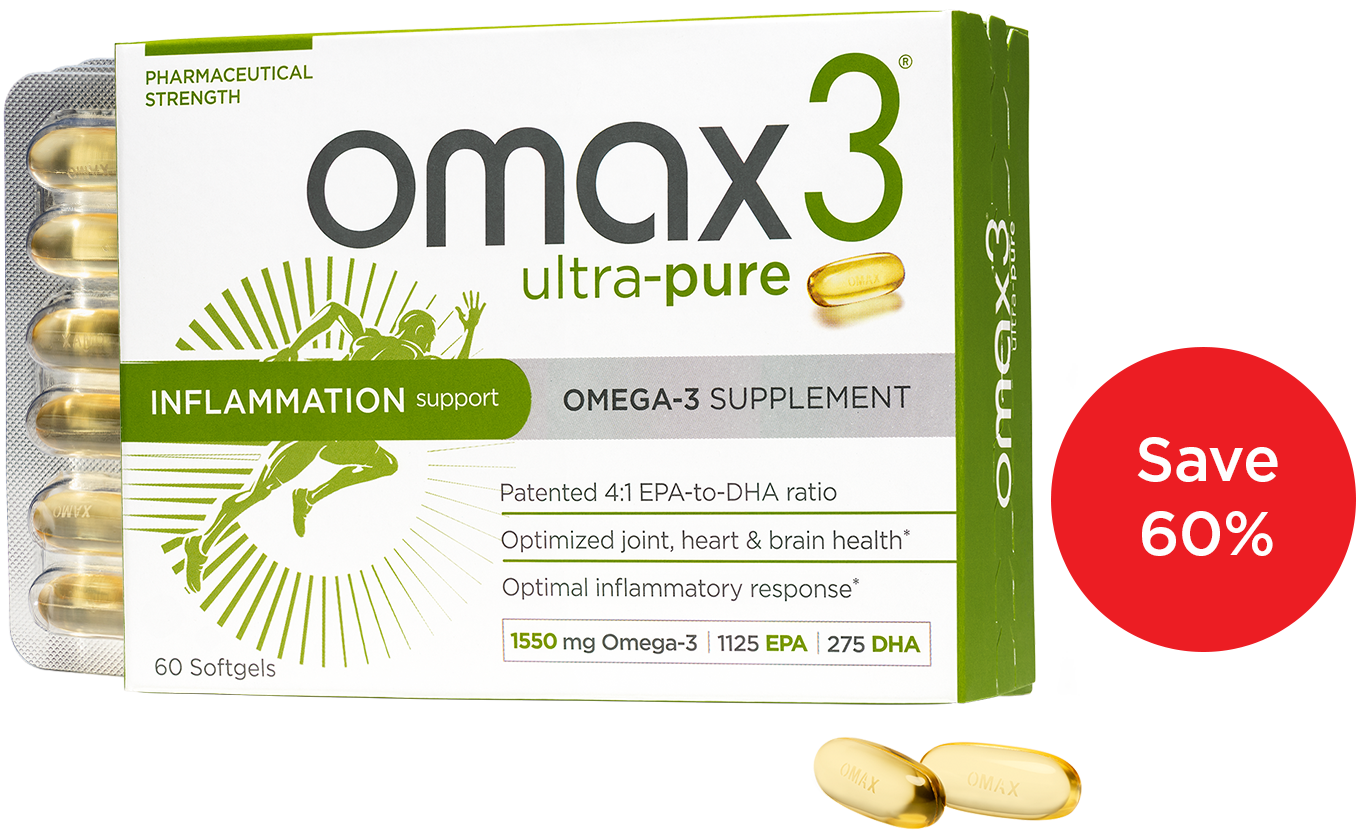 PHARMACEUTICAL
STRENGTH
omax3®
ultra-pure
OMAX
INFLAMMATION support
OMEGA-3 SUPPLEMENT
Patented 4:1 EPA-to-DHA ratio
Optimized joint, heart & brain health*
Optimal inflammatory response*
1550 mg Omega-3 | 1125 EPA | 275 DHA
60 Softgels
omax3®
ultra-pure
Save
60%
OMAX
OMAX
OMAX